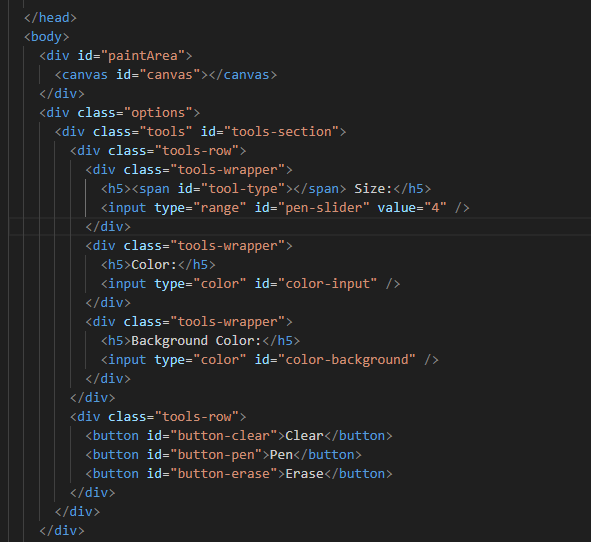 </head>
<body>
<div id="paintArea">
<canvas id="canvas"></canvas>
</div>
<div class="options">
<div class="tools" id="tools-section">
<div class="tools-row">
<div class="tools-wrapper">
<h5><span id="tool-type"></span> Size:</h5>
<input type="range" id="pen-slider" value="4" />
</div>
<div class="tools-wrapper">
<h5>Color:</h5>
<input type="color" id="color-input" />
</div>
<div class="tools-wrapper">
<h5>Background Color:</h5>
<input type="color" id="color-background" />
</div>
</div>
<div class="tools-row">
<button id="button-clear">Clear</button>
<button id="button-pen">Pen</button>
<button id="button-erase">Erase</button>
</div>
</div>
</div>